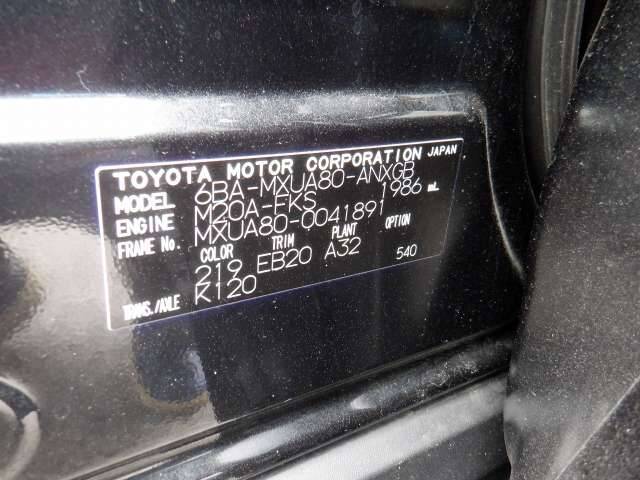 TOYOTA MOTOR CORPORATION JAPAN
MODEL 6BA-MXUA80-ANXGB
ENGINE M20A-FKS 1986 mL
FRAME No. MXUA80-0041891
COLOR TRIM PLANT OPTION
219 EB20 A32 540
TRANS./AXLE K120